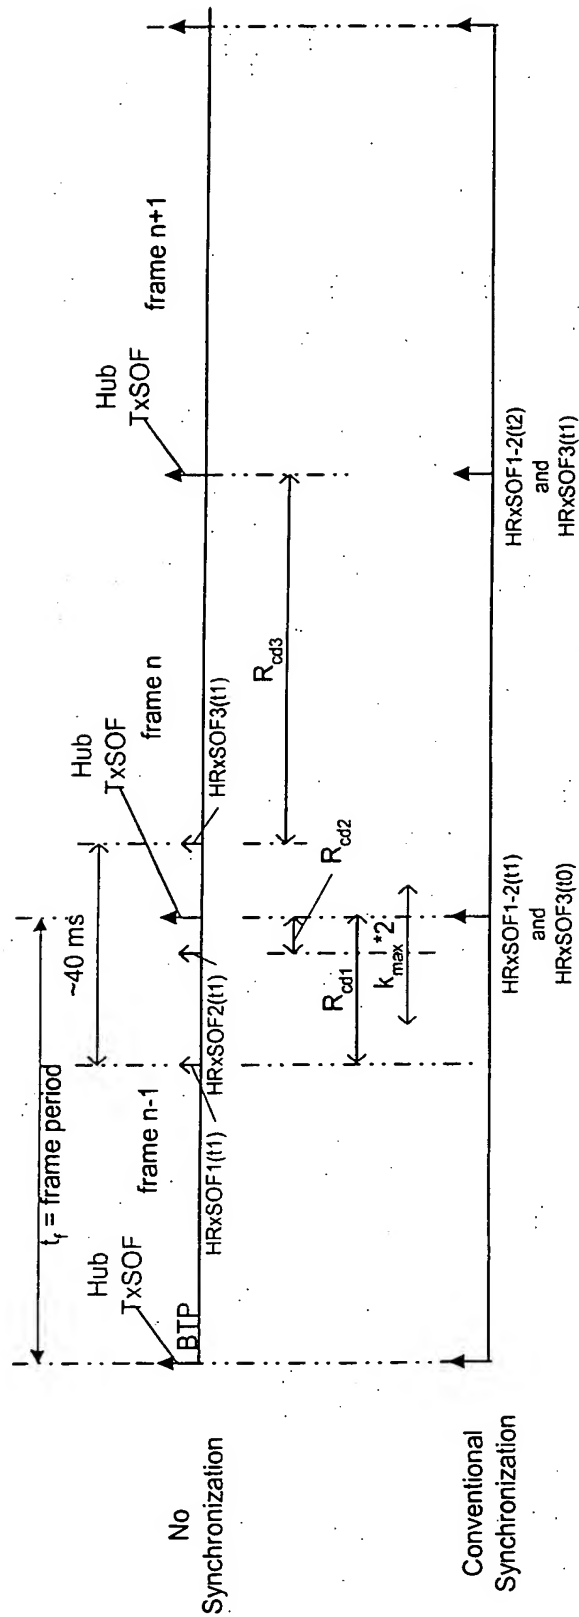 t_f = frame period
~40 ms
Hub
TxSOF
frame n-1
Hub
TxSOF
frame n
Hub
TxSOF
frame n+1
No
Synchronization
BTP
HRxSOF1(t1)
HRxSOF2(t1)
HRxSOF3(t1)
R_cd3
R_cd2
R_cd1
k_max*2
Conventional
Synchronization
HRxSOF1-2(t1)
and
HRxSOF3(t0)
HRxSOF1-2(t2)
and
HRxSOF3(t1)